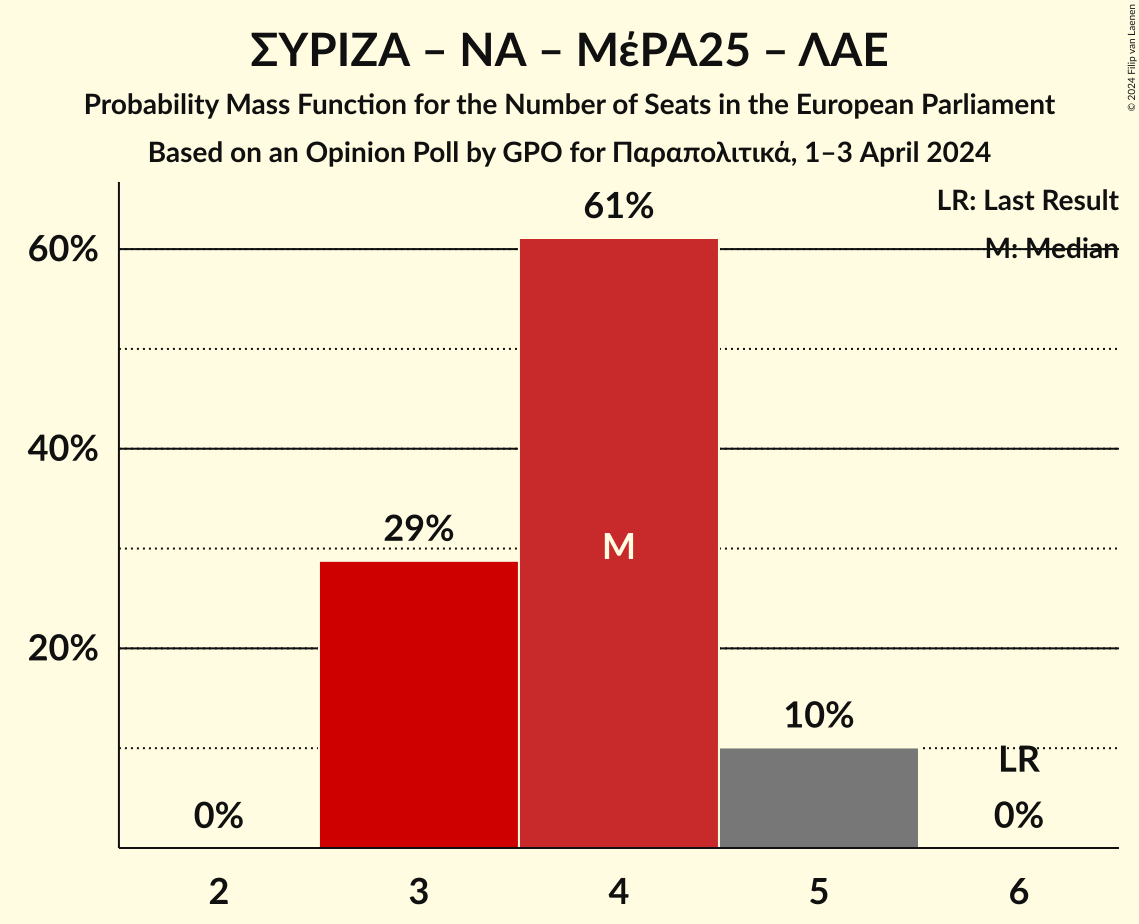 ΣΥΡΙΖΑ – ΝΑ – ΜέΡΑ25 – ΛΑΕ
Probability Mass Function for the Number of Seats in the European Parliament
Based on an Opinion Poll by GPO for Παραπολιτικά, 1–3 April 2024
© 2024 Filip van Laenen
LR: Last Result
M: Median
61%
60%
40%
29%
M
20%
10%
LR
0%
0%
2 3 4 5 6